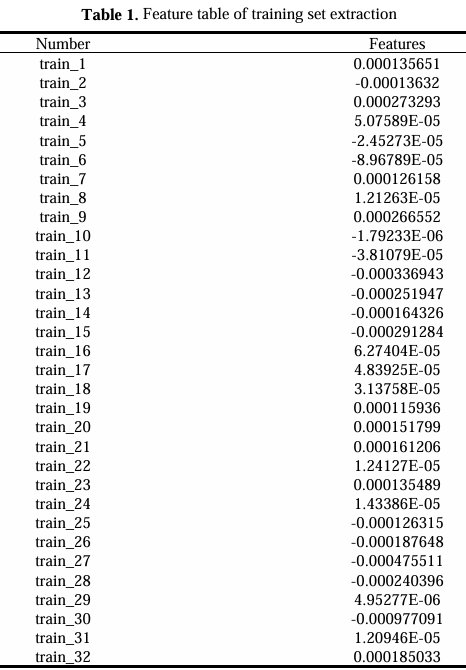 Table 1. Feature table of training set extraction
Number Features
train_1 0.000135651
train_2 -0.00013632
train_3 0.000273293
train_4 5.07589E-05
train_5 -2.45273E-05
train_6 -8.96789E-05
train_7 0.000126158
train_8 1.21263E-05
train_9 0.000266552
train_10 -1.79233E-06
train_11 -3.81079E-05
train_12 -0.000336943
train_13 -0.000251947
train_14 -0.000164326
train_15 -0.000291284
train_16 6.27404E-05
train_17 4.83925E-05
train_18 3.13758E-05
train_19 0.000115936
train_20 0.000151799
train_21 0.000161206
train_22 1.24127E-05
train_23 0.000135489
train_24 1.43386E-05
train_25 -0.000126315
train_26 -0.000187648
train_27 -0.000475511
train_28 -0.000240396
train_29 4.95277E-06
train_30 -0.000977091
train_31 1.20946E-05
train_32 0.000185033